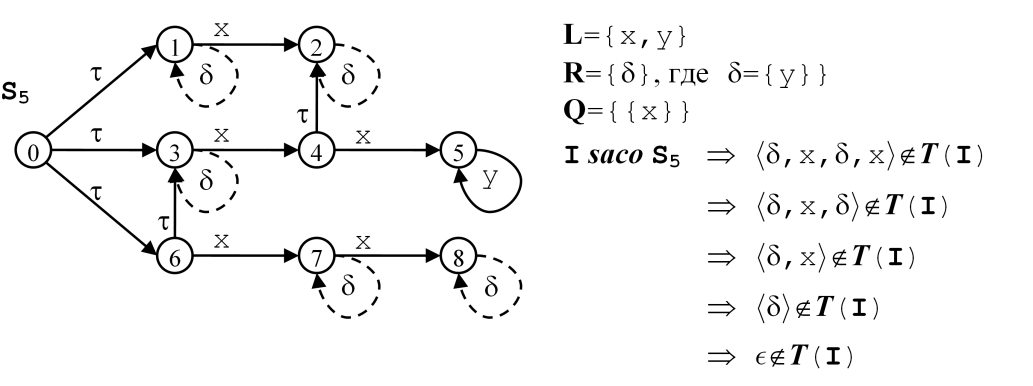 S₅
τ
τ
τ
τ
τ
0
1 x 2
δ δ
3 x 4 x 5
δ y
6 x 7 x 8
δ δ
L={x,y}
R={δ}, где δ={y}}
Q={{x}}
I saco S₅ ⇒ ⟨δ,x,δ,x⟩∉T(I)
⇒ ⟨δ,x,δ⟩∉T(I)
⇒ ⟨δ,x⟩∉T(I)
⇒ ⟨δ⟩∉T(I)
⇒ ϵ∉T(I)